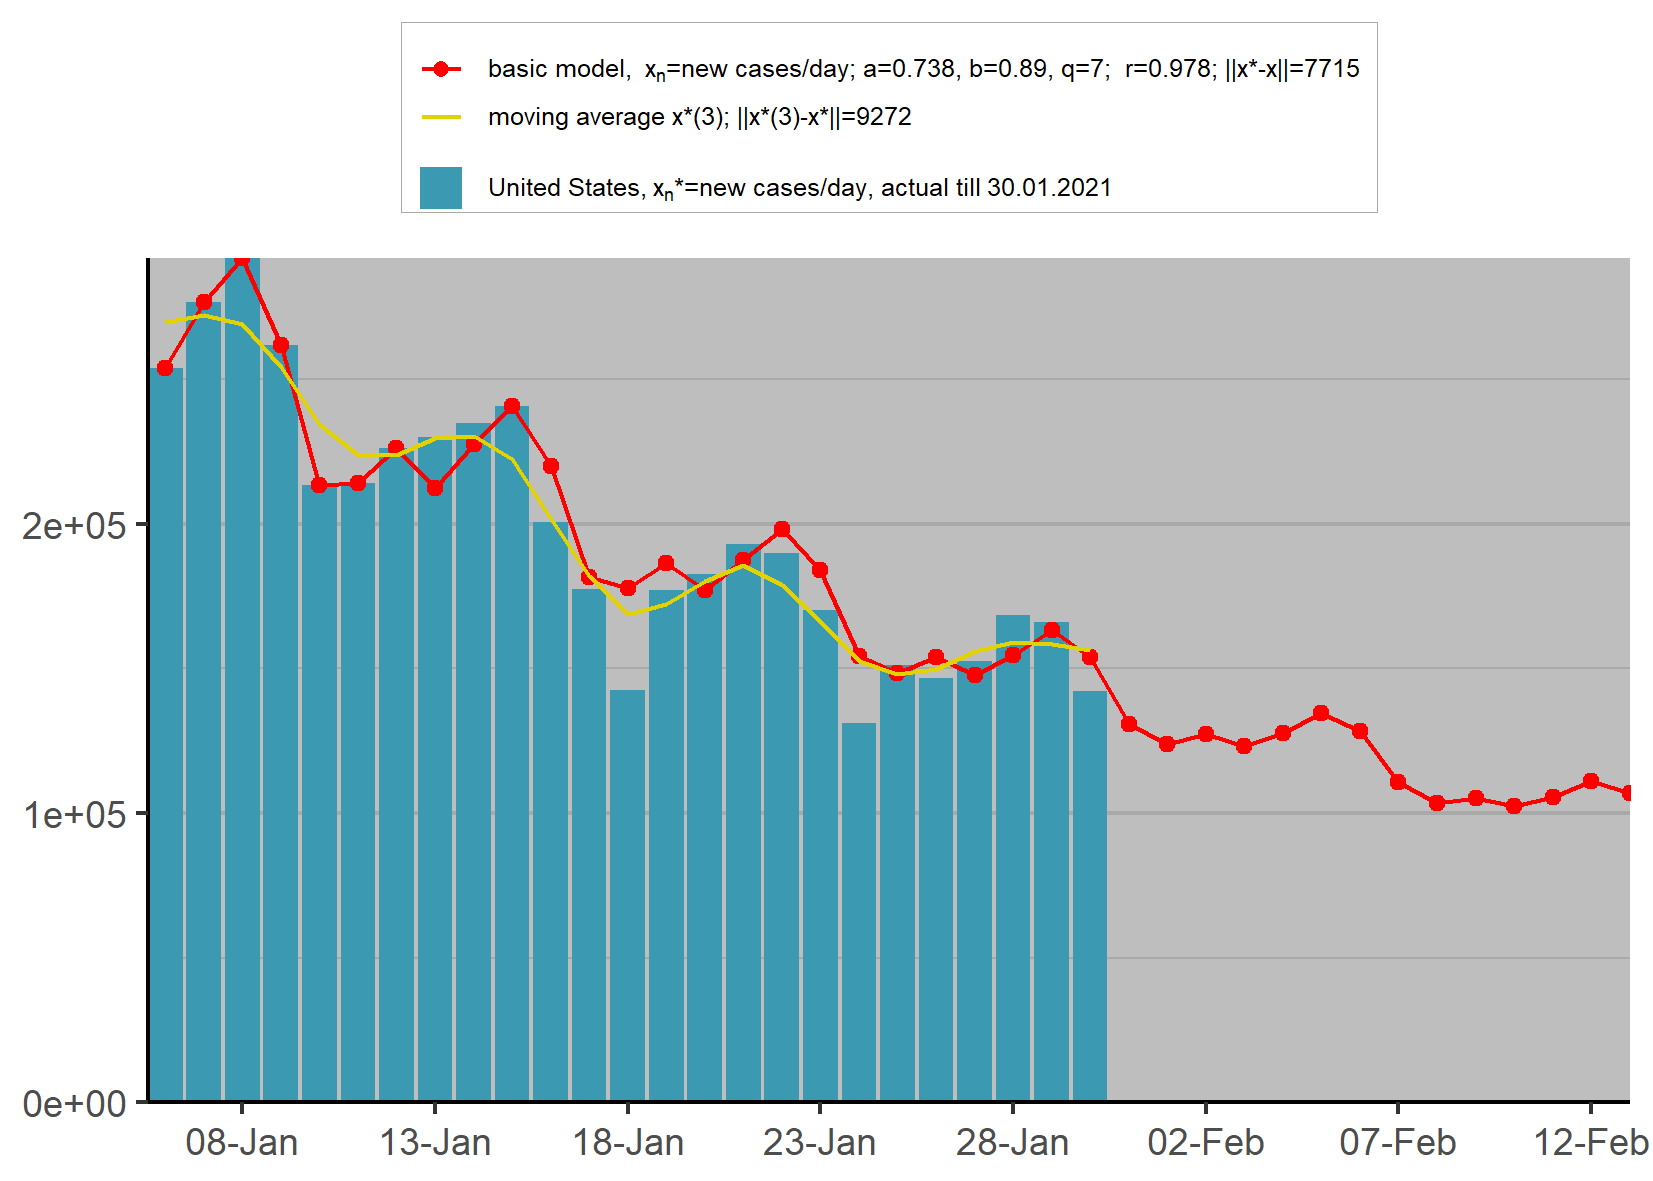 basic model, xn=new cases/day; a=0.738, b=0.89, q=7; r=0.978; ||x*-x||=7715
moving average x*(3); ||x*(3)-x*||=9272
United States, xn*=new cases/day, actual till 30.01.2021
2e+05
1e+05
0e+00
08-Jan 13-Jan 18-Jan 23-Jan 28-Jan 02-Feb 07-Feb 12-Feb